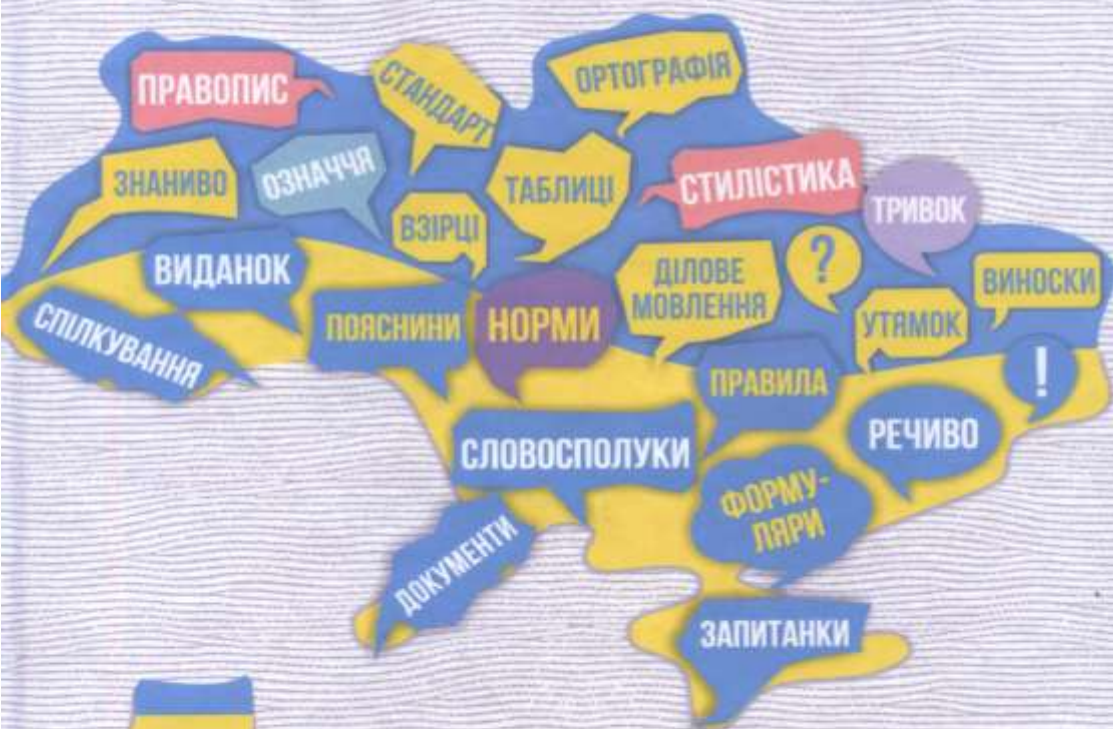 ПРАВОПИС
СТАНДАРТ
ОРТОГРАФІЯ
ЗНАНИВО
ОЗНАЧЧЯ
ВЗІРЦІ
ТАБЛИЦІ
СТИЛІСТИКА
ТРИВОК
ВИДАНОК
СПІЛКУВАННЯ
ПОЯСНИНИ
НОРМИ
ДІЛОВЕ
МОВЛЕННЯ
?
УТЯМОК
ВИНОСКИ
ПРАВИЛА
!
СЛОВОСПОЛУКИ
РЕЧИВО
ФОРМУ-
ЛЯРИ
ДОКУМЕНТИ
ЗАПИТАНКИ